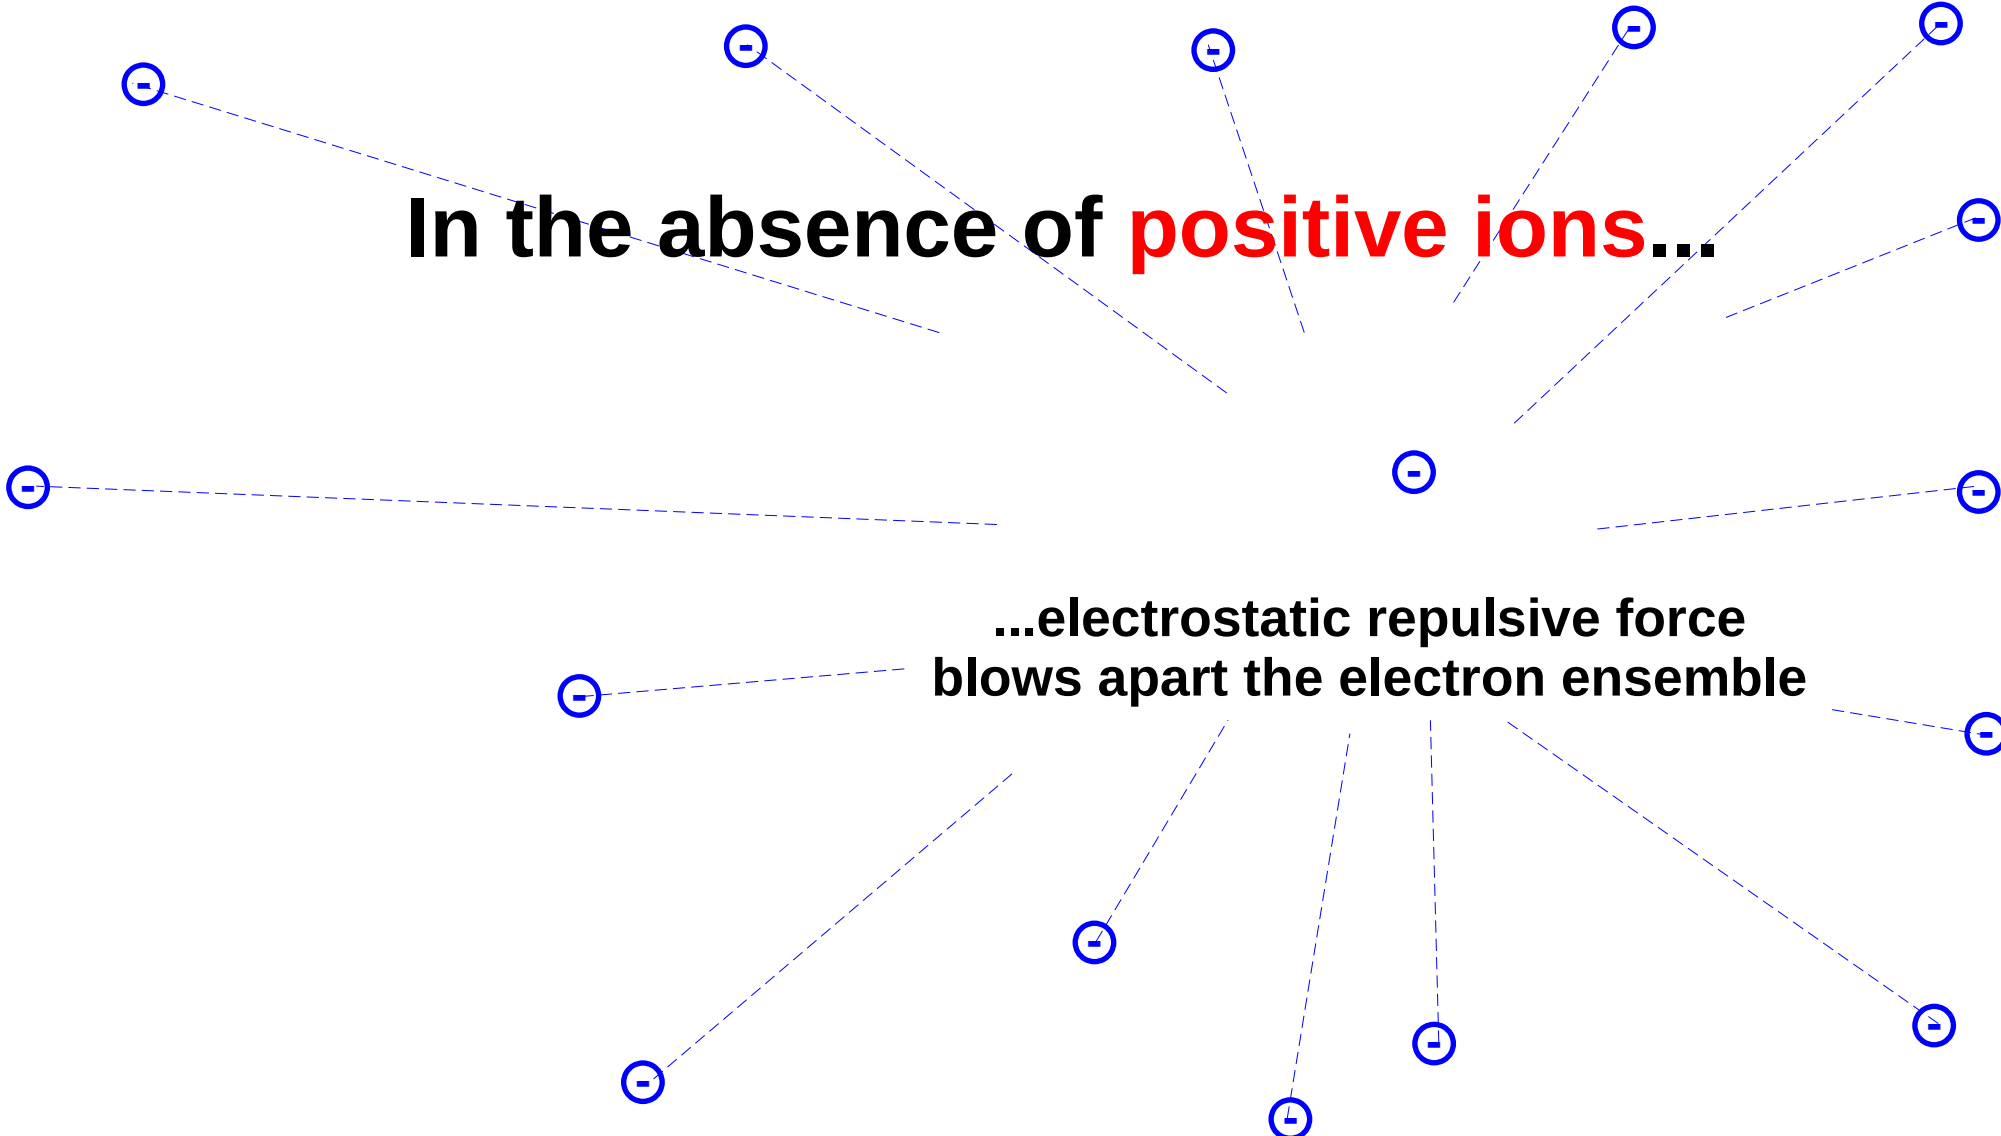 In the absence of positive ions...
...electrostatic repulsive force
blows apart the electron ensemble